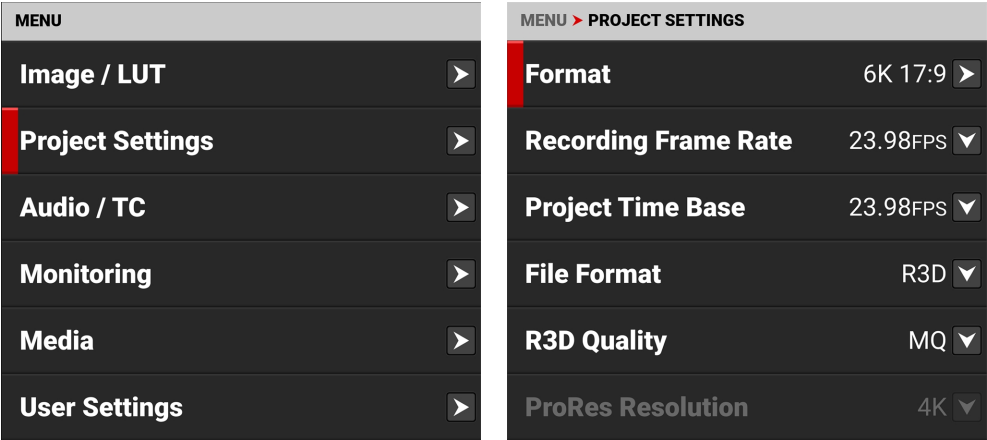 MENU
Image / LUT
Project Settings
Audio / TC
Monitoring
Media
User Settings
MENU PROJECT SETTINGS
Format 6K 17:9
Recording Frame Rate 23.98FPS
Project Time Base 23.98FPS
File Format R3D
R3D Quality MQ
ProRes Resolution 4K